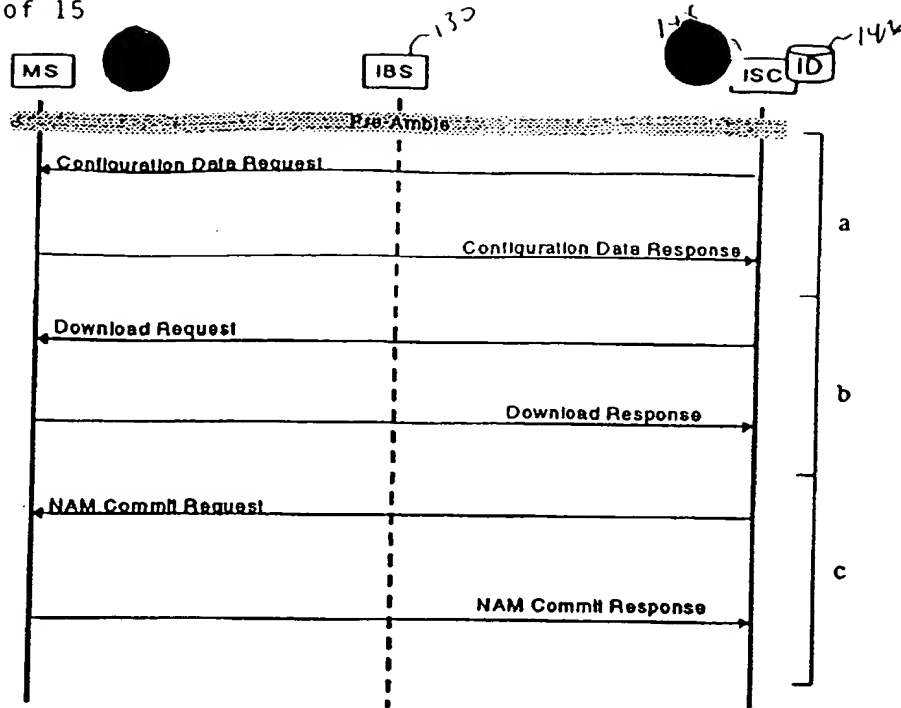 of 15
130
142
MS
IBS
ISC
ID
Pre-Amble
Configuration Data Request
a
Configuration Data Response
Download Request
b
Download Response
NAM Commit Request
c
NAM Commit Response